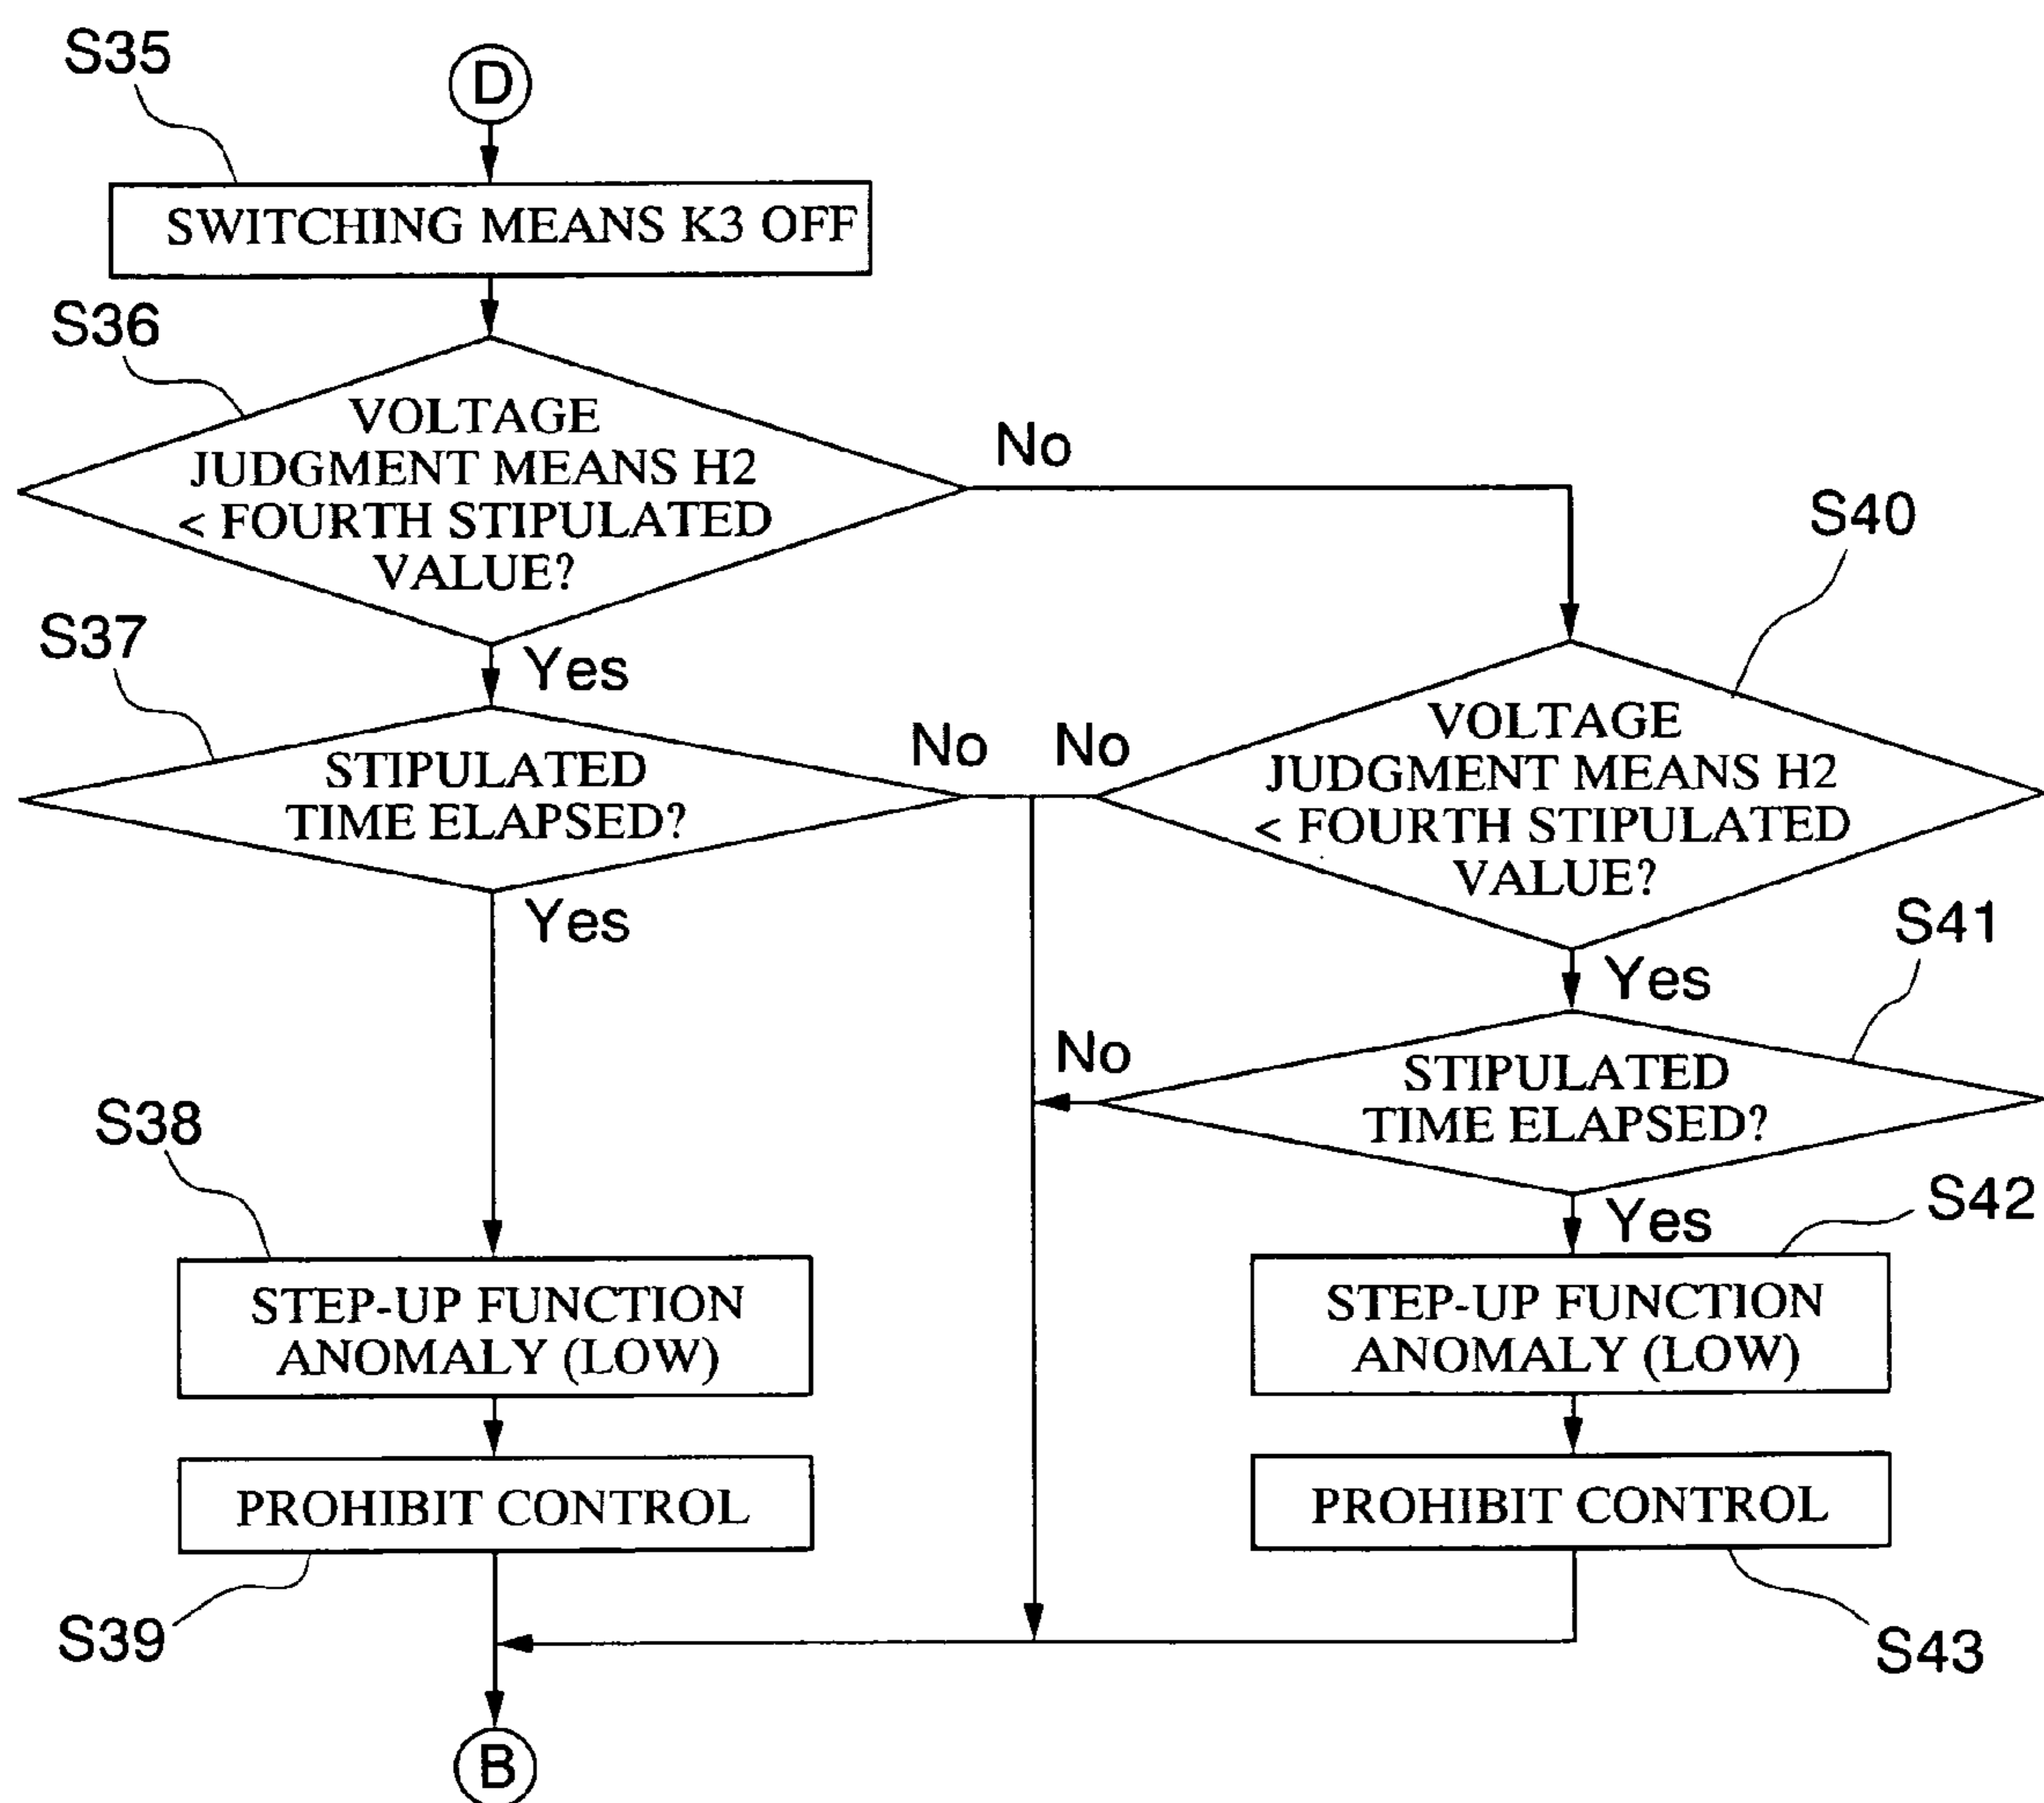 S35
D
SWITCHING MEANS K3 OFF
S36
VOLTAGE
JUDGMENT MEANS H2
< FOURTH STIPULATED
VALUE?
No
Yes
S37
STIPULATED
TIME ELAPSED?
No
Yes
S40
VOLTAGE
JUDGMENT MEANS H2
< FOURTH STIPULATED
VALUE?
No
Yes
S41
STIPULATED
TIME ELAPSED?
No
Yes
S38
STEP-UP FUNCTION
ANOMALY (LOW)
S42
STEP-UP FUNCTION
ANOMALY (LOW)
PROHIBIT CONTROL
S39
PROHIBIT CONTROL
S43
B